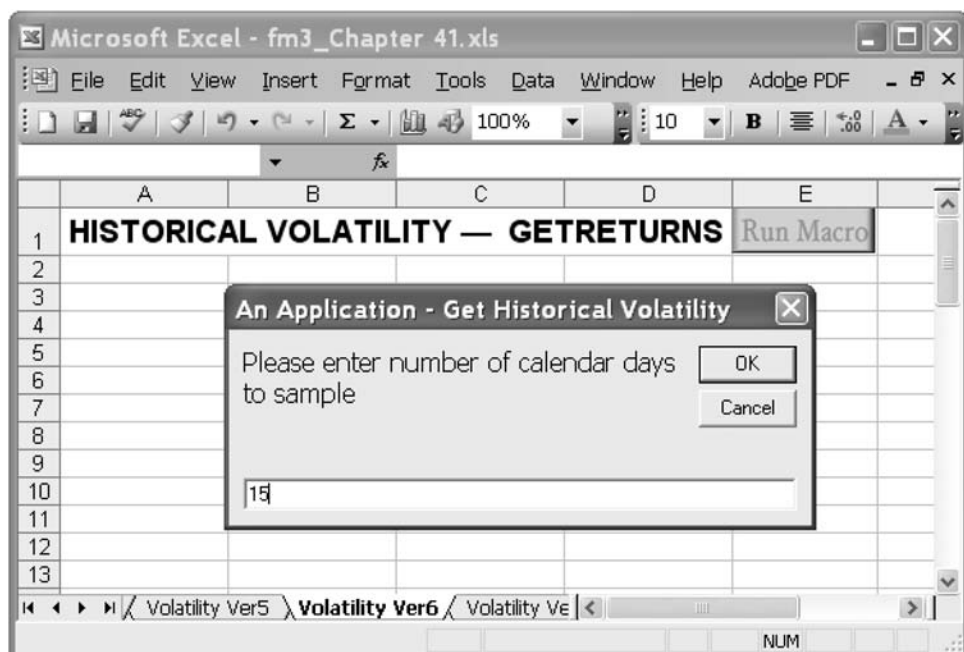 Microsoft Excel - fm3_Chapter 41.xls
File Edit View Insert Format Tools Data Window Help Adobe PDF
ABC Σ 100% 10 B .00 A
fx
A B C D E
1 HISTORICAL VOLATILITY — GETRETURNS Run Macro
2
3
An Application - Get Historical Volatility
4
5
Please enter number of calendar days OK
6
to sample
7
Cancel
8
9
10
15
11
12
13
Volatility Ver5 Volatility Ver6 Volatility Ve
NUM